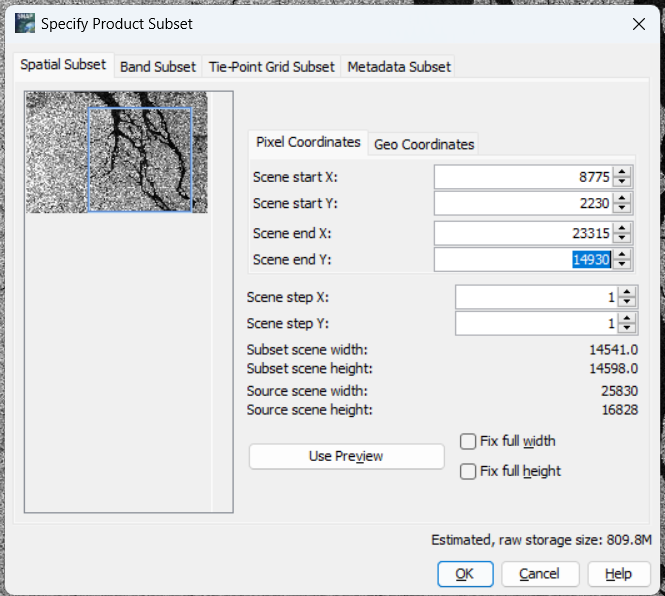 SNAP
Specify Product Subset
Spatial Subset Band Subset Tie-Point Grid Subset Metadata Subset
Pixel Coordinates Geo Coordinates
Scene start X: 8775
Scene start Y: 2230
Scene end X: 23315
Scene end Y: 14930
Scene step X: 1
Scene step Y: 1
Subset scene width: 14541.0
Subset scene height: 14598.0
Source scene width: 25830
Source scene height: 16828
Use Preview
Fix full width
Fix full height
Estimated, raw storage size: 809.8M
OK Cancel Help